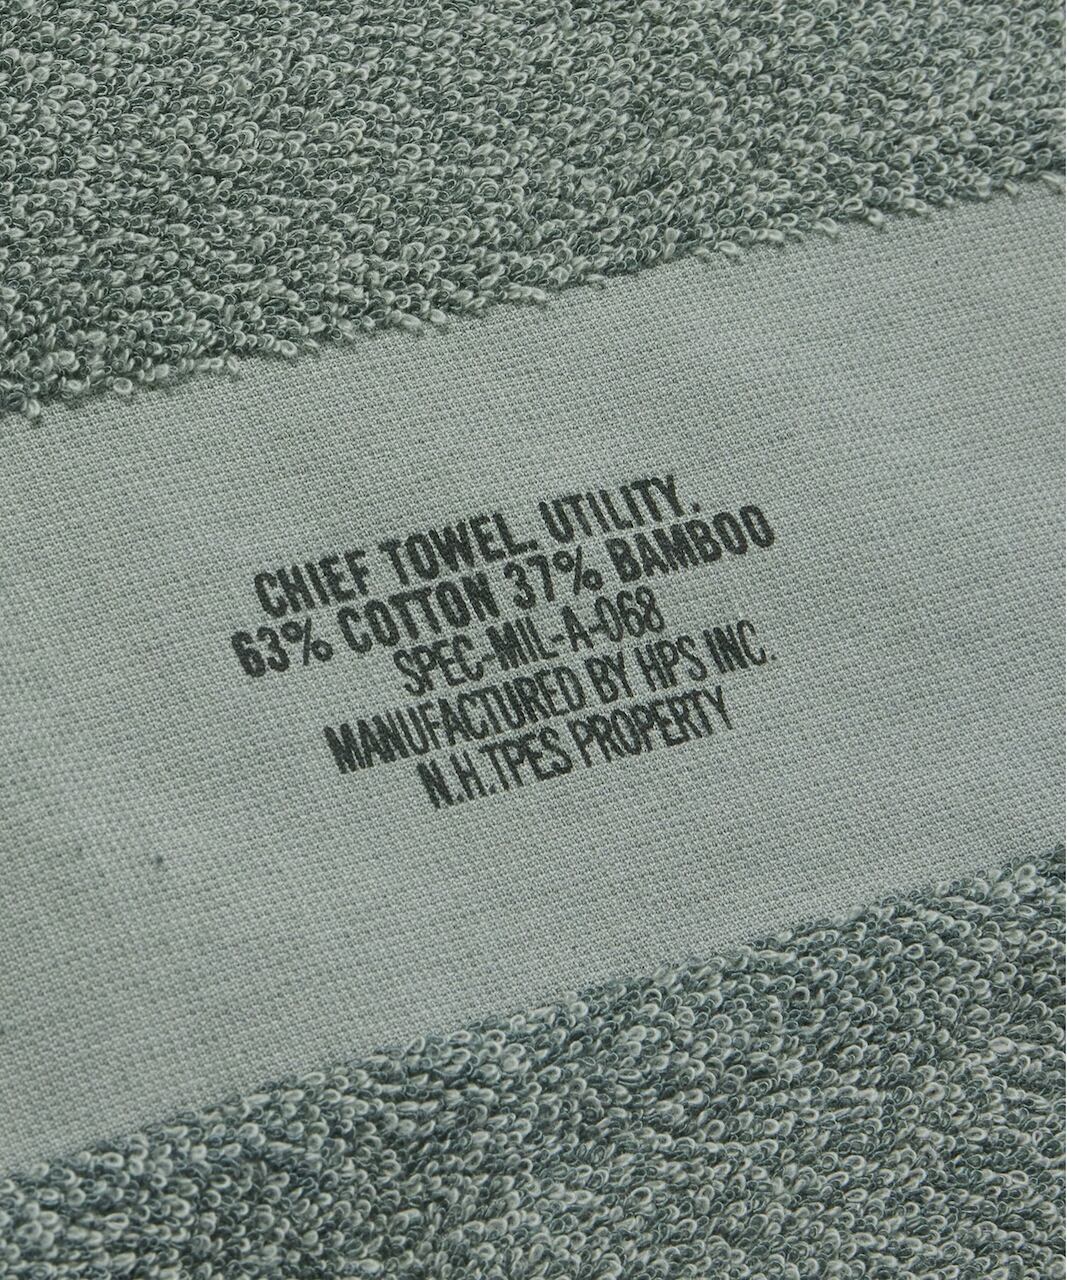 CHIEF TOWEL. UTILITY.
63% COTTON 37% BAMBOO
SPEC-MIL-A-068
MANUFACTURED BY HPS INC.
N.H.TPES PROPERTY